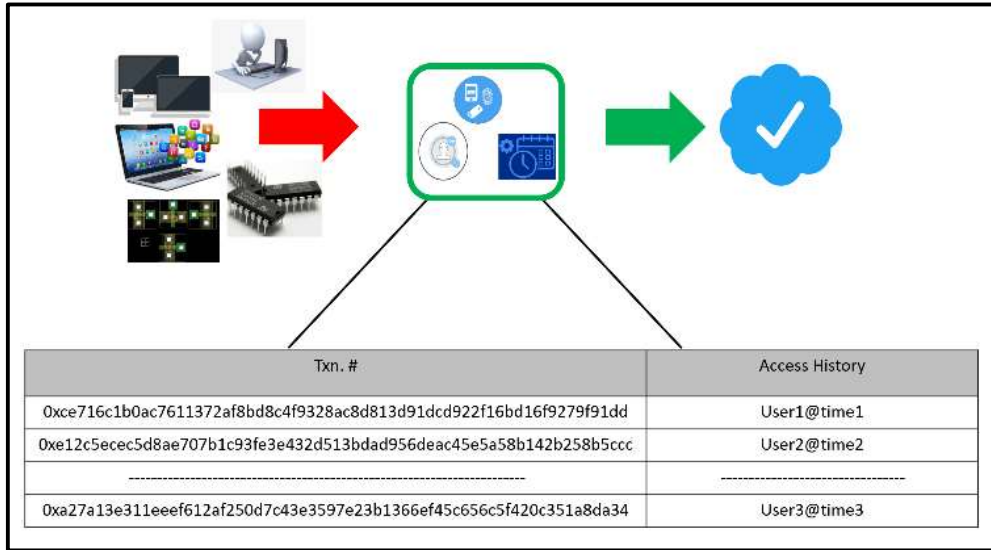 Txn. #
Access History
0xce716c1b0ac7611372af8bd8c4f9328ac8d813d91dcd922f16bd16f9279f91dd
User1@time1
0xe12c5ecec5d8ae707b1c93fe3e432d513bdad956deac45e5a58b142b258b5ccc
User2@time2
0xa27a13e311eeef612af250d7c43e3597e23b1366ef45c656c5f420c351a8da34
User3@time3